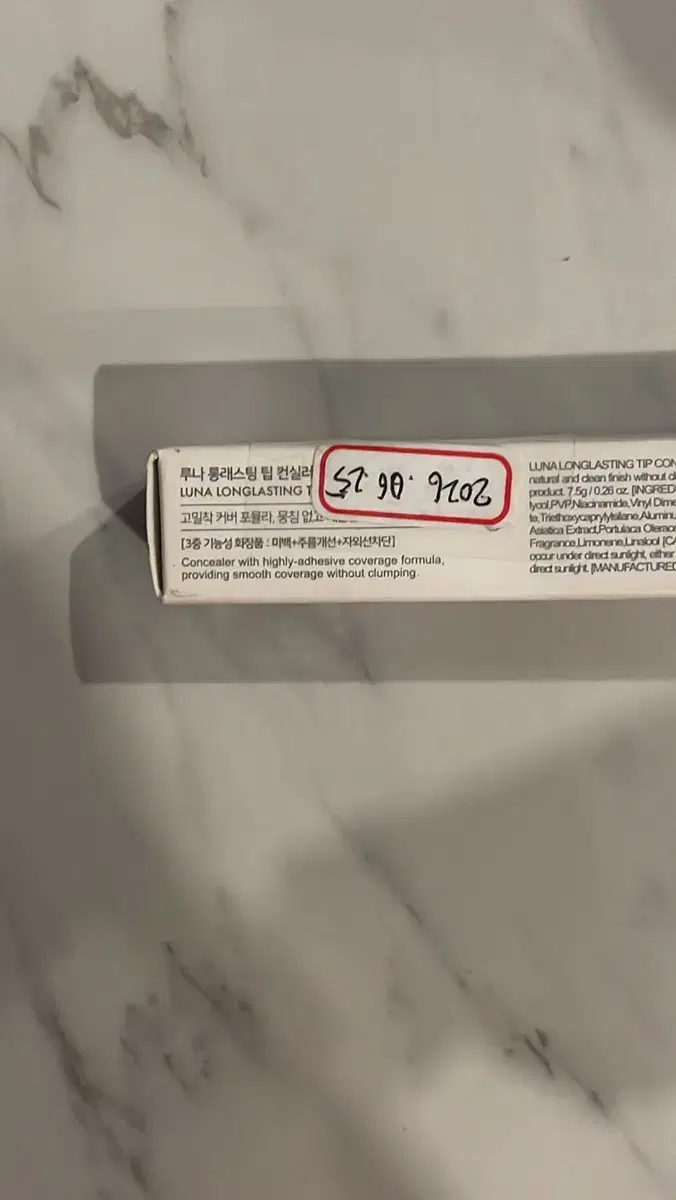 루나 롱래스팅 팁 컨실러
LUNA LONGLASTING
고밀착 커버 포뮬라, 뭉침 없고
[3중 기능성 화장품 : 미백+주름개선+자외선차단]
Concealer with highly-adhesive coverage formula,
providing smooth coverage without clumping.
2026.06.25
LUNA LONGLASTING TIP CON
natural and clean finish without cl
product. 7.5g / 0.26 oz. [INGRED
lycol,PVP,Niacinamide,Vinyl Dime
te,Triethoxycaprylylsilane,Aluminu
Asiatica Extract,Portulaca Olerace
Fragrance,Limonene,Linalool [CA
occur under direct sunlight, either
direct sunlight. [MANUFACTURED